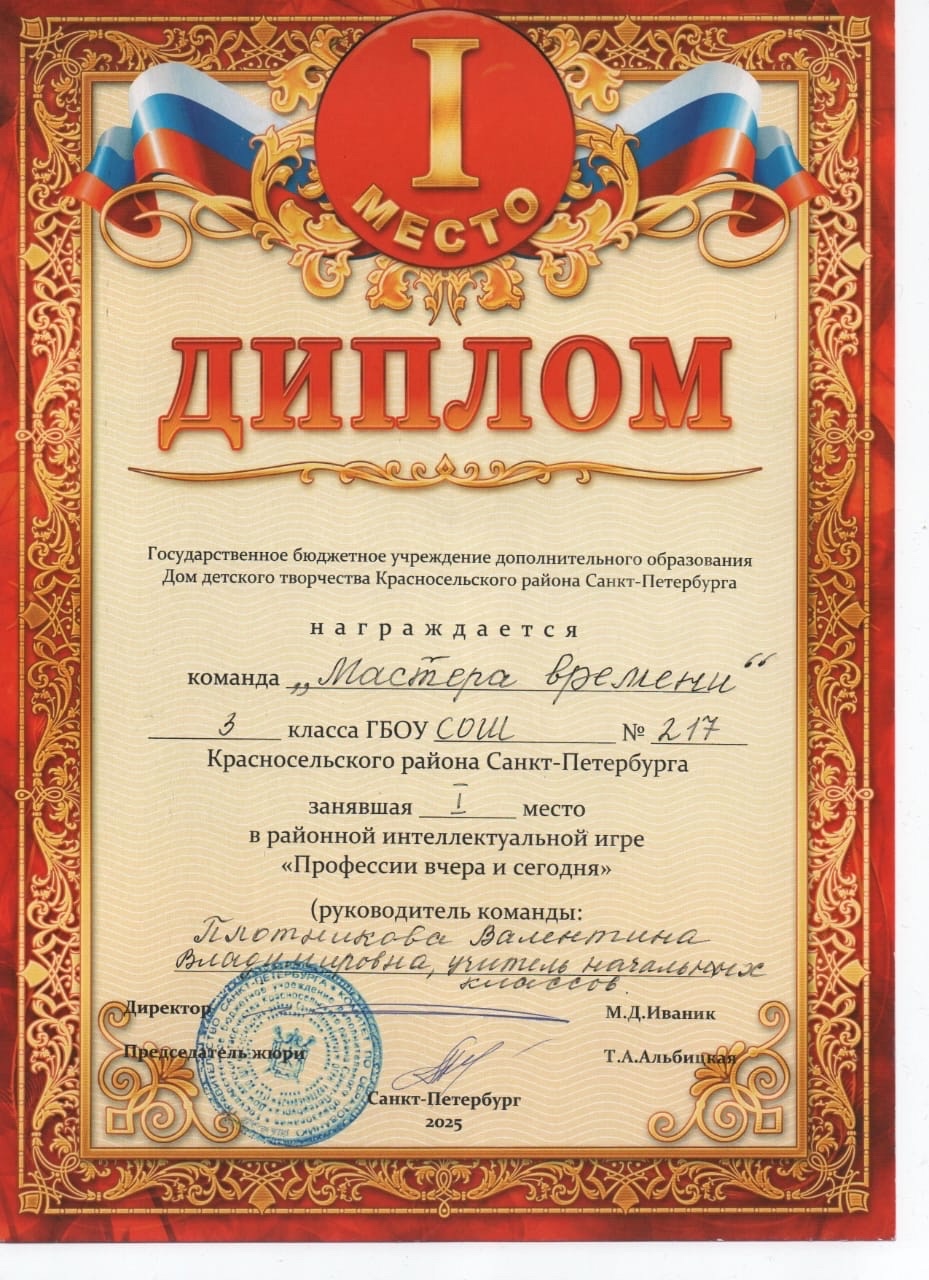 I
МЕСТО
ДИПЛОМ
Государственное бюджетное учреждение дополнительного образования
Дом детского творчества Красносельского района Санкт-Петербурга
награждается
команда „Мастера времени“
3 класса ГБОУ СОШ № 217
Красносельского района Санкт-Петербурга
занявшая I место
в районной интеллектуальной игре
«Профессии вчера и сегодня»
(руководитель команды:
Плотникова Валентина
Владимировна, учитель начальных
классов.
Директор М.Д.Иваник
Председатель жюри Т.А.Альбицкая
Санкт-Петербург
2025